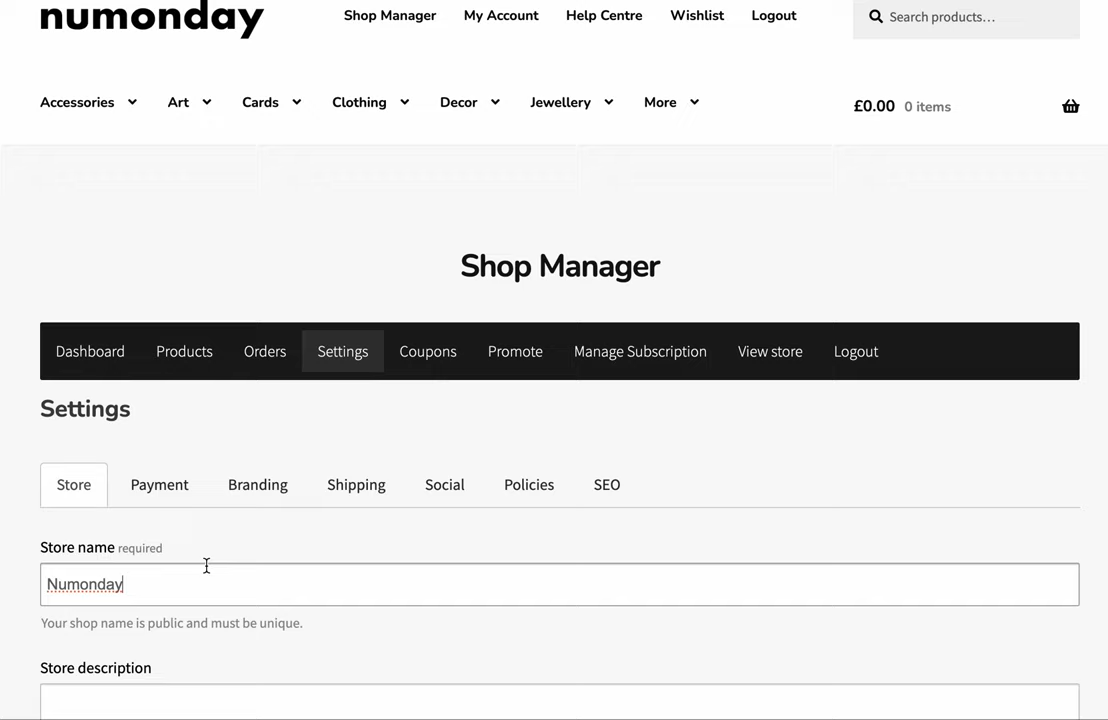 numonday
Shop Manager My Account Help Centre Wishlist Logout
Search products…
Accessories Art Cards Clothing Decor Jewellery More
£0.00 0 items
Shop Manager
Dashboard Products Orders Settings Coupons Promote Manage Subscription View store Logout
Settings
Store Payment Branding Shipping Social Policies SEO
Store name required
Numonday
Your shop name is public and must be unique.
Store description